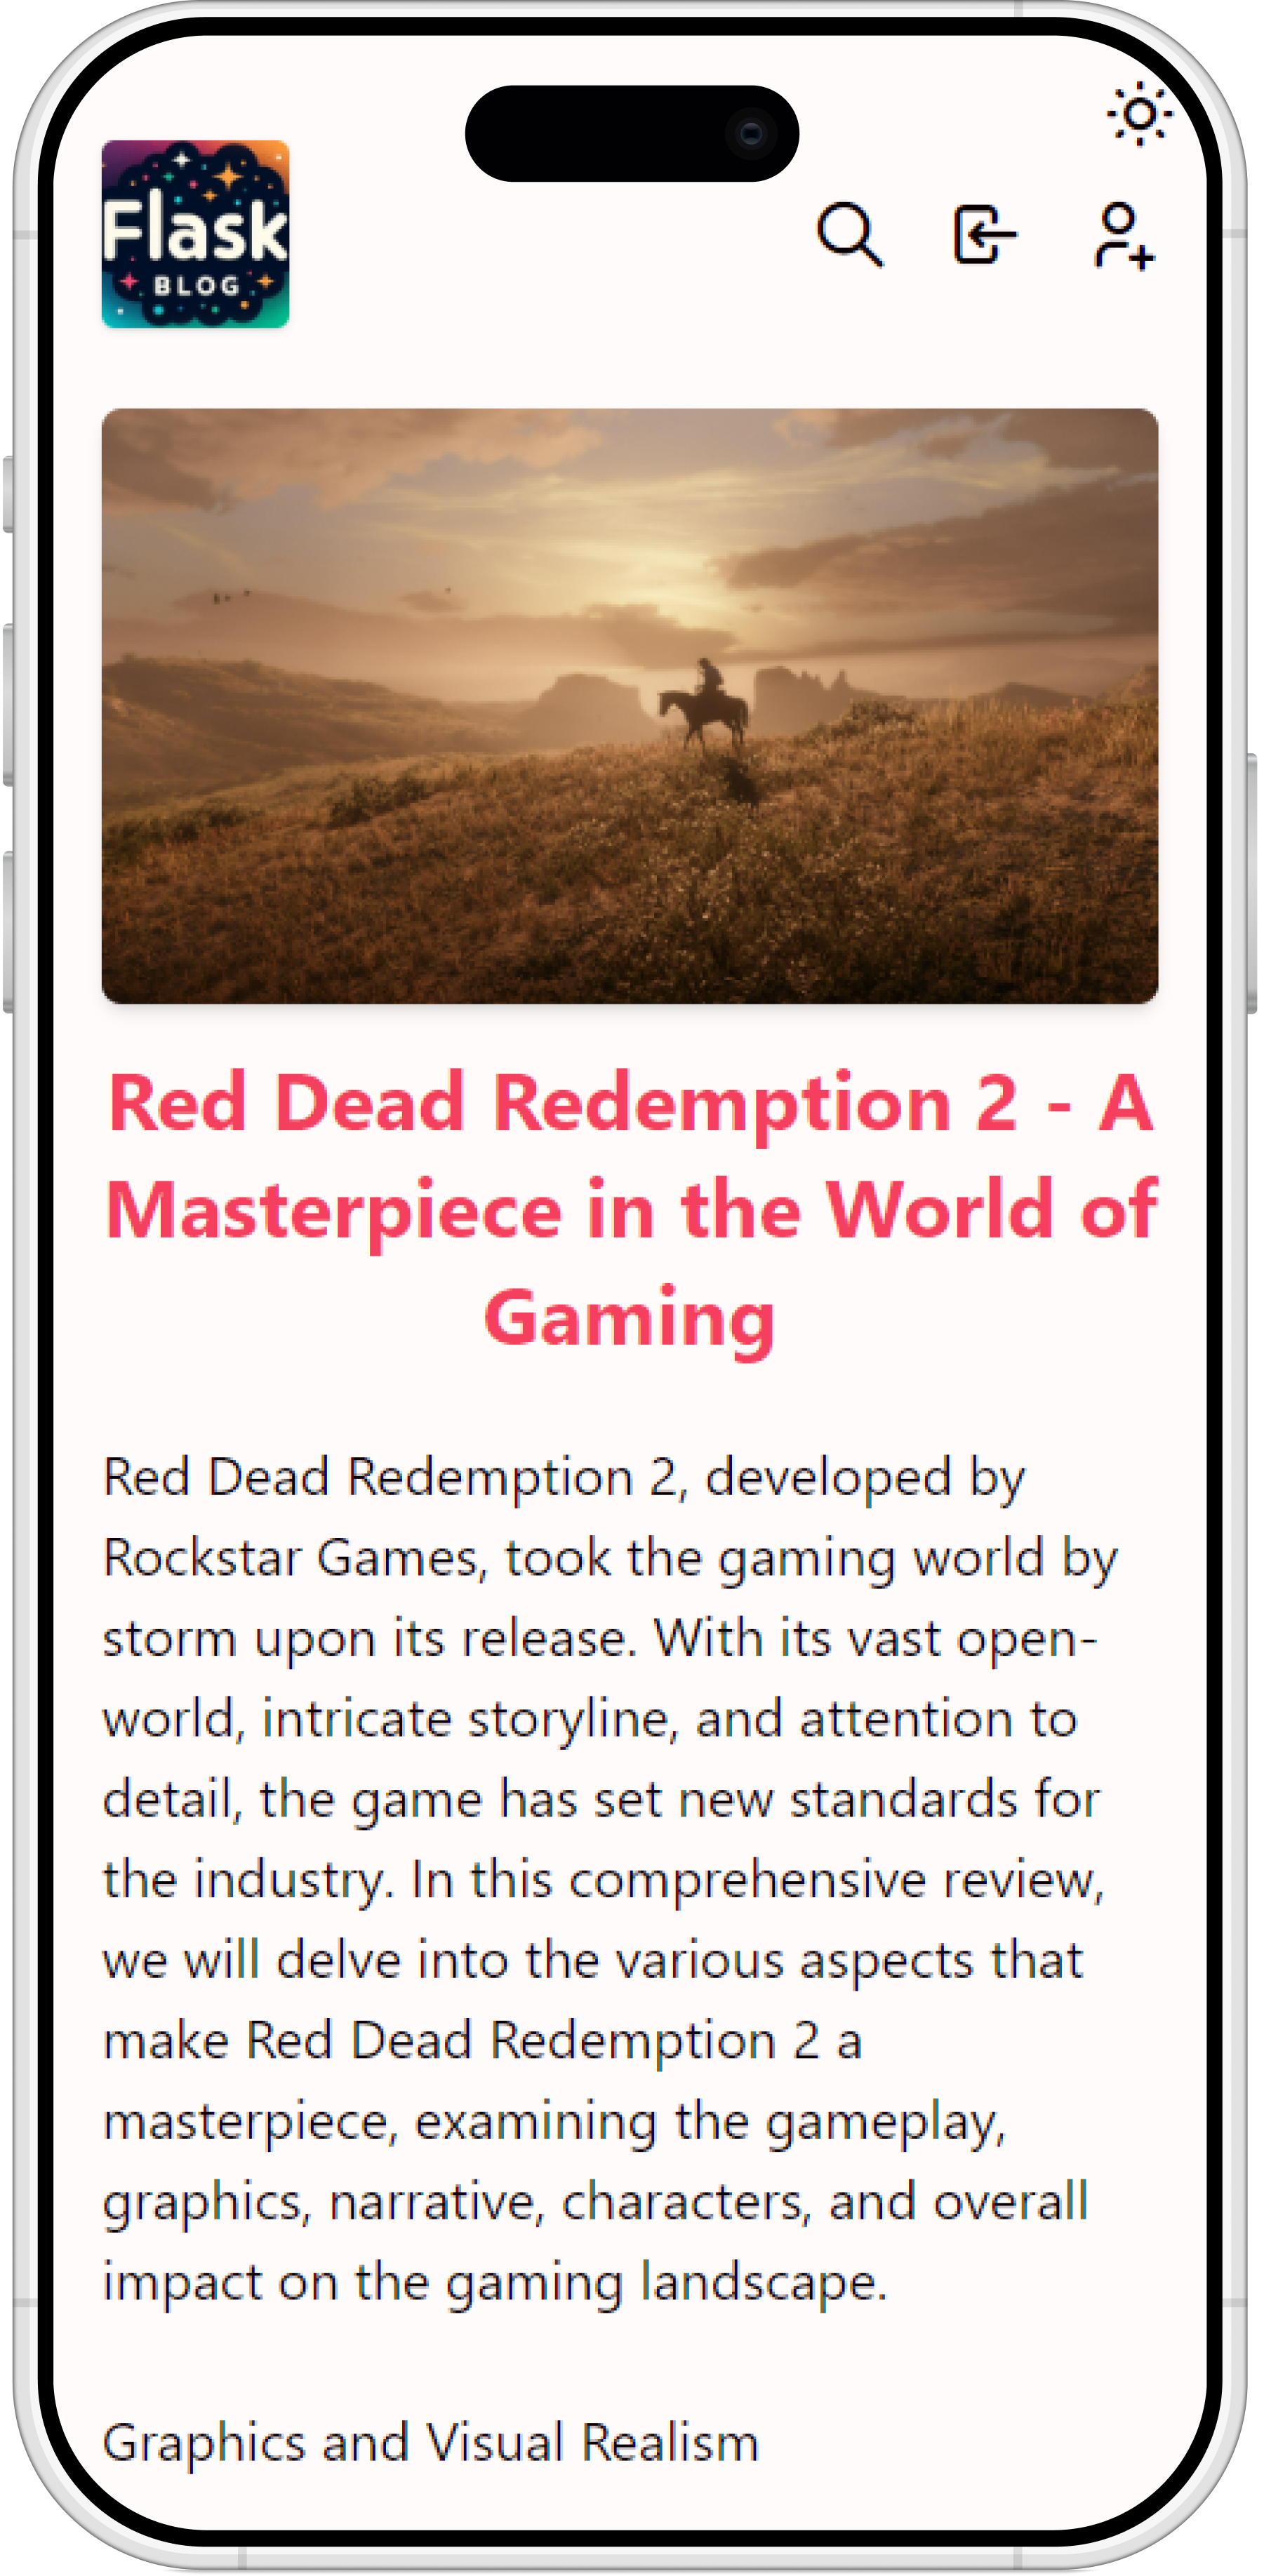 Flask
BLOG
Red Dead Redemption 2 - A
Masterpiece in the World of
Gaming
Red Dead Redemption 2, developed by
Rockstar Games, took the gaming world by
storm upon its release. With its vast open-
world, intricate storyline, and attention to
detail, the game has set new standards for
the industry. In this comprehensive review,
we will delve into the various aspects that
make Red Dead Redemption 2 a
masterpiece, examining the gameplay,
graphics, narrative, characters, and overall
impact on the gaming landscape.
Graphics and Visual Realism